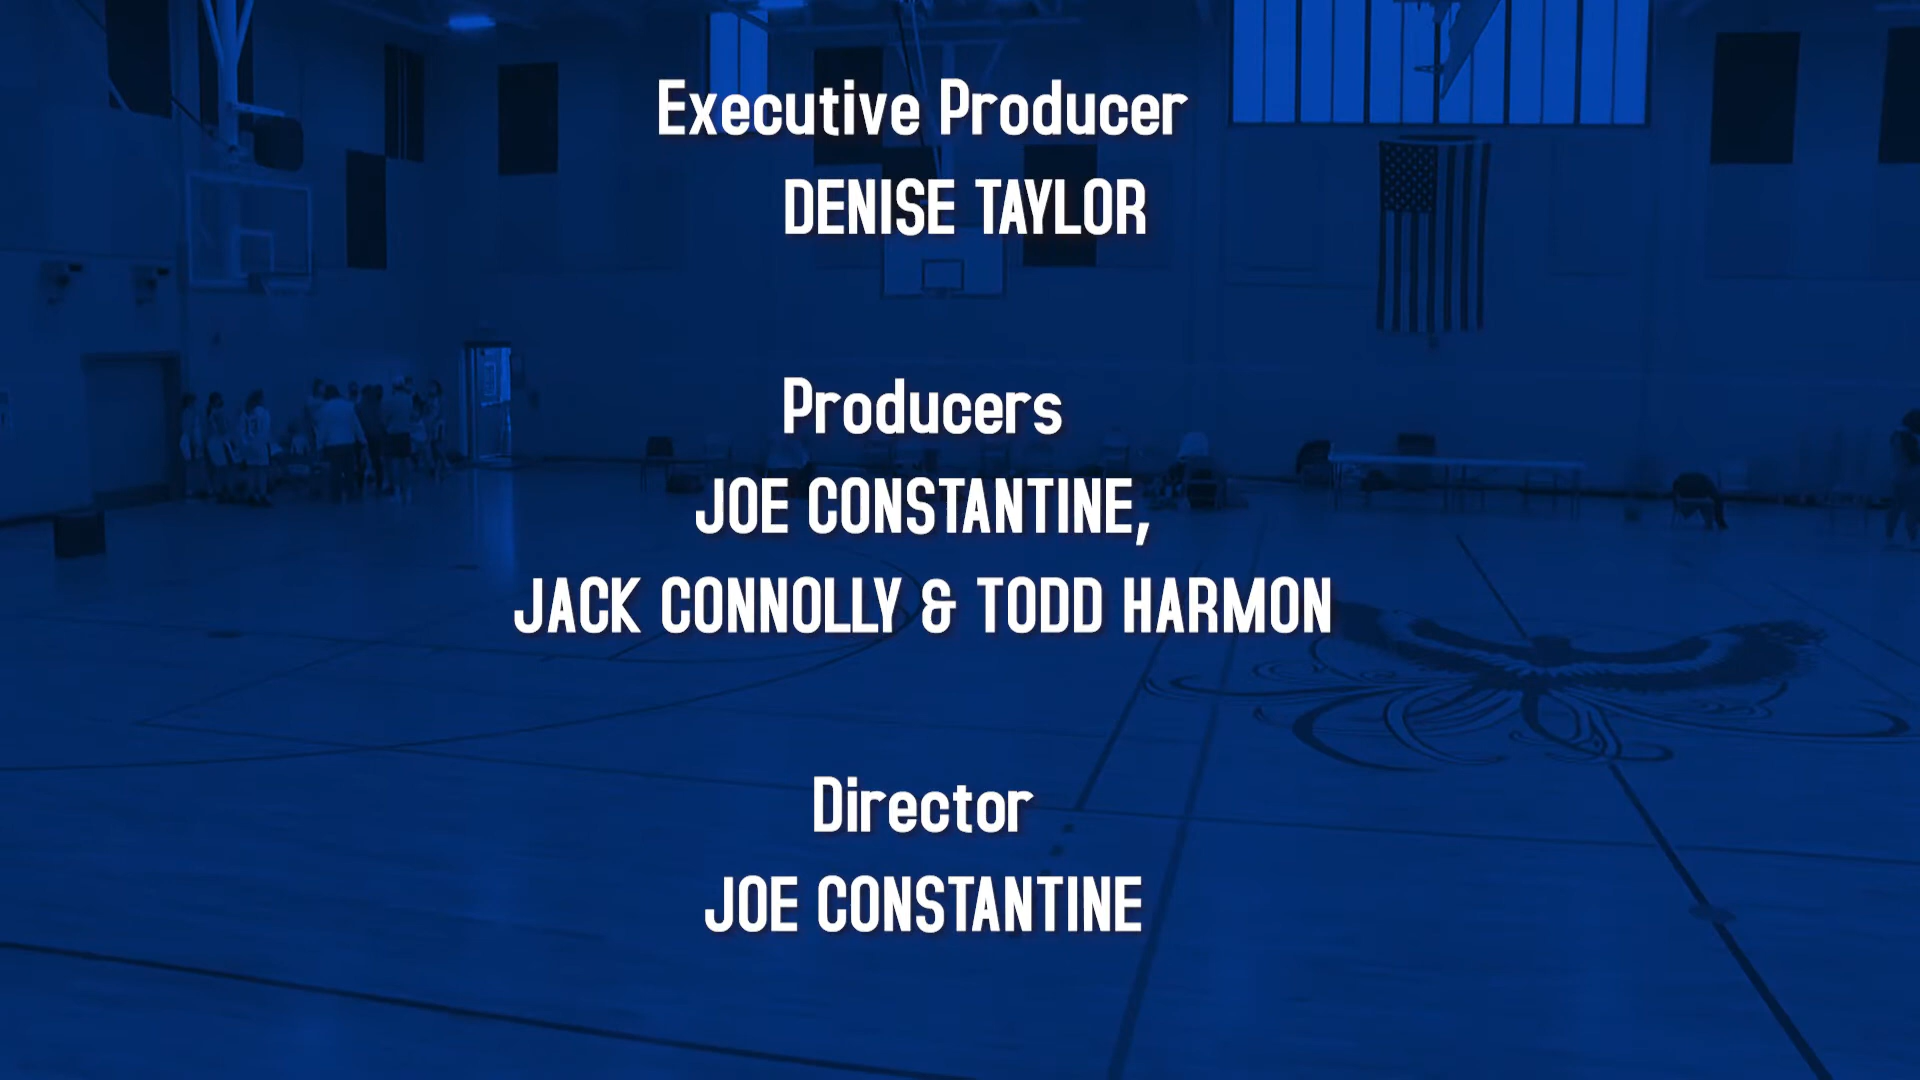 Executive Producer
DENISE TAYLOR
Producers
JOE CONSTANTINE,
JACK CONNOLLY & TODD HARMON
Director
JOE CONSTANTINE